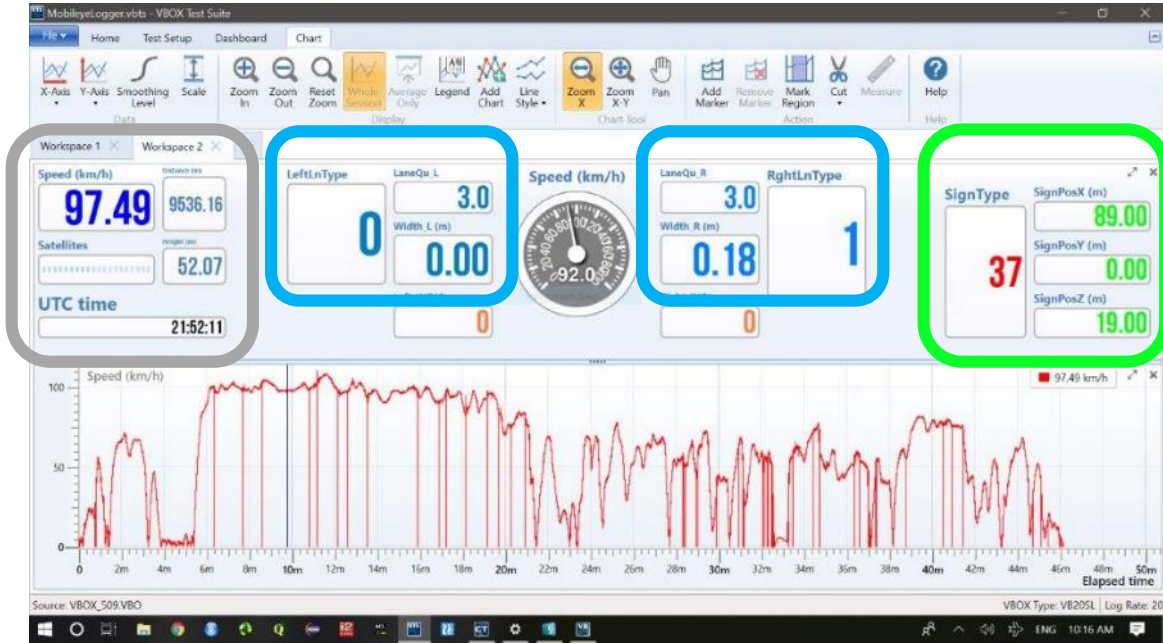 MobileyeLogger.vbts - VBOX Test Suite
File Home Test Setup Dashboard Chart
X-Axis Y-Axis Smoothing Level Scale Zoom In Zoom Out Reset Zoom Whole Session Average Only Legend Add Chart Line Style Zoom X Zoom X-Y Pan Add Marker Remove Marker Mark Region Cut Measure Help
Data Display Chart Tool Action Help
Workspace 1 Workspace 2
Speed (km/h)
97.49
Distance (m)
9536.16
Satellites
Height (m)
52.07
UTC time
21:52:11
LeftLnType
0
LaneQu_L
3.0
Width_L (m)
0.00
0
Speed (km/h)
92.0
LaneQu_R
3.0
Width_R (m)
0.18
0
RghtLnType
1
SignType
37
SignPosX (m)
89.00
SignPosY (m)
0.00
SignPosZ (m)
19.00
Speed (km/h)
97.49 km/h
100
50
0
0 2m 4m 6m 8m 10m 12m 14m 16m 18m 20m 22m 24m 26m 28m 30m 32m 34m 36m 38m 40m 42m 44m 46m 48m 50m
Elapsed time
Source: VBOX_509.VBO VBOX Type: VB20SL Log Rate: 20
ENG 10:16 AM